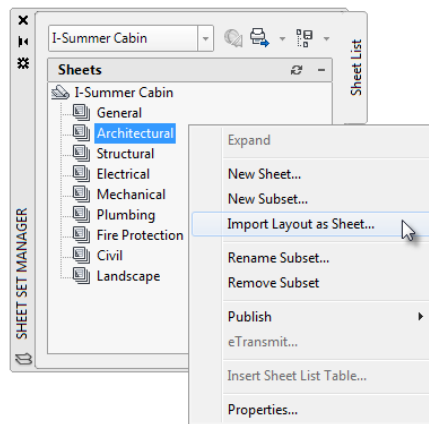 I-Summer Cabin
Sheets
I-Summer Cabin
General
Architectural
Structural
Electrical
Mechanical
Plumbing
Fire Protection
Civil
Landscape
Sheet List
SHEET SET MANAGER
Expand
New Sheet...
New Subset...
Import Layout as Sheet...
Rename Subset...
Remove Subset
Publish
eTransmit...
Insert Sheet List Table...
Properties...